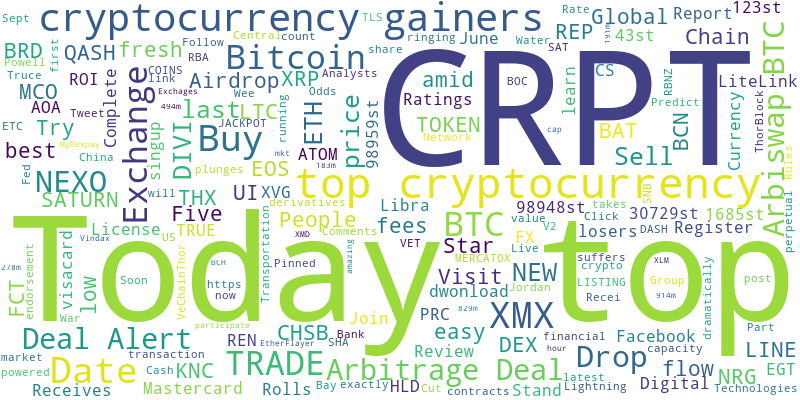 Sept
cryptocurrency gainers
TLS
Rate
Global
Report
123st
Powell
RBA
Follow
Central
count
ringing
June
Water
REP
43st
Chain
BRD
QASH
fresh
Bitcoin
share
Analysts
SAT
191m
CS
LiteLink
first
Truce
ROI
COINS
link
Wee
Odds
CRPT
BOC
RBNZ
MCO
Complete
Exchages
Airdrop
XRP
amid
learn
Predict
AOA
Tweet
494m
last
LTC
ETH
price
98959st
Ratings
TOKEN
BAT
BCN
Currency
ThorBlock
Arbiswap BTC
ETC
Try
MyDexpay
JACKPOT
running
Network
cap
best
China
Exchange
singup
DIVI
Buy
ATOM
mkt
183m
Sell
SNB
Rules
Fed
NEXO
plunges
EOS
top cryptocurrency
SATURN
will
THX
UI
XVG
derivatives
Libra
98948st
takes
30729st
1685st
perpetual
License
Five
People
fees
BTC
value
V2
Click
losers
DASH
Register
Today top
TRUE
Comments
Star
FX
Live
visacard
US
Transportation
XMD
VET
MERCATOX
suffers
crypto
XLM
dramatically
FCT
endorsement
Vindax
VeChainThor
BCH
Pinned
amazing
Visit
NEW
Jordan
LISTING
Group
post
278m
low
Soon
https
now
dwonload
Recei
914m
War
participate
Join
PRC
829m
easy
XMX
financial
Facebook
Part
Deal Alert
REN
EtherFlayer
CHSB
SHA
Bank
Review
DEX
hour
capacity
LINE
market
transaction
TRADE
Arbitrage Deal
Drop
flow
EGT
powered
Date
Cash
KNC
latest
NRG
Receives
Mastercard
Rolls
Bay
exactly
HLD
Cut
contracts
Stand
Lightning
Digital
Technologies